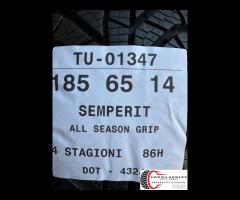 TU-01347
185 65 14
SEMPERIT
ALL SEASON GRIP
4 STAGIONI 86H
DOT - 432